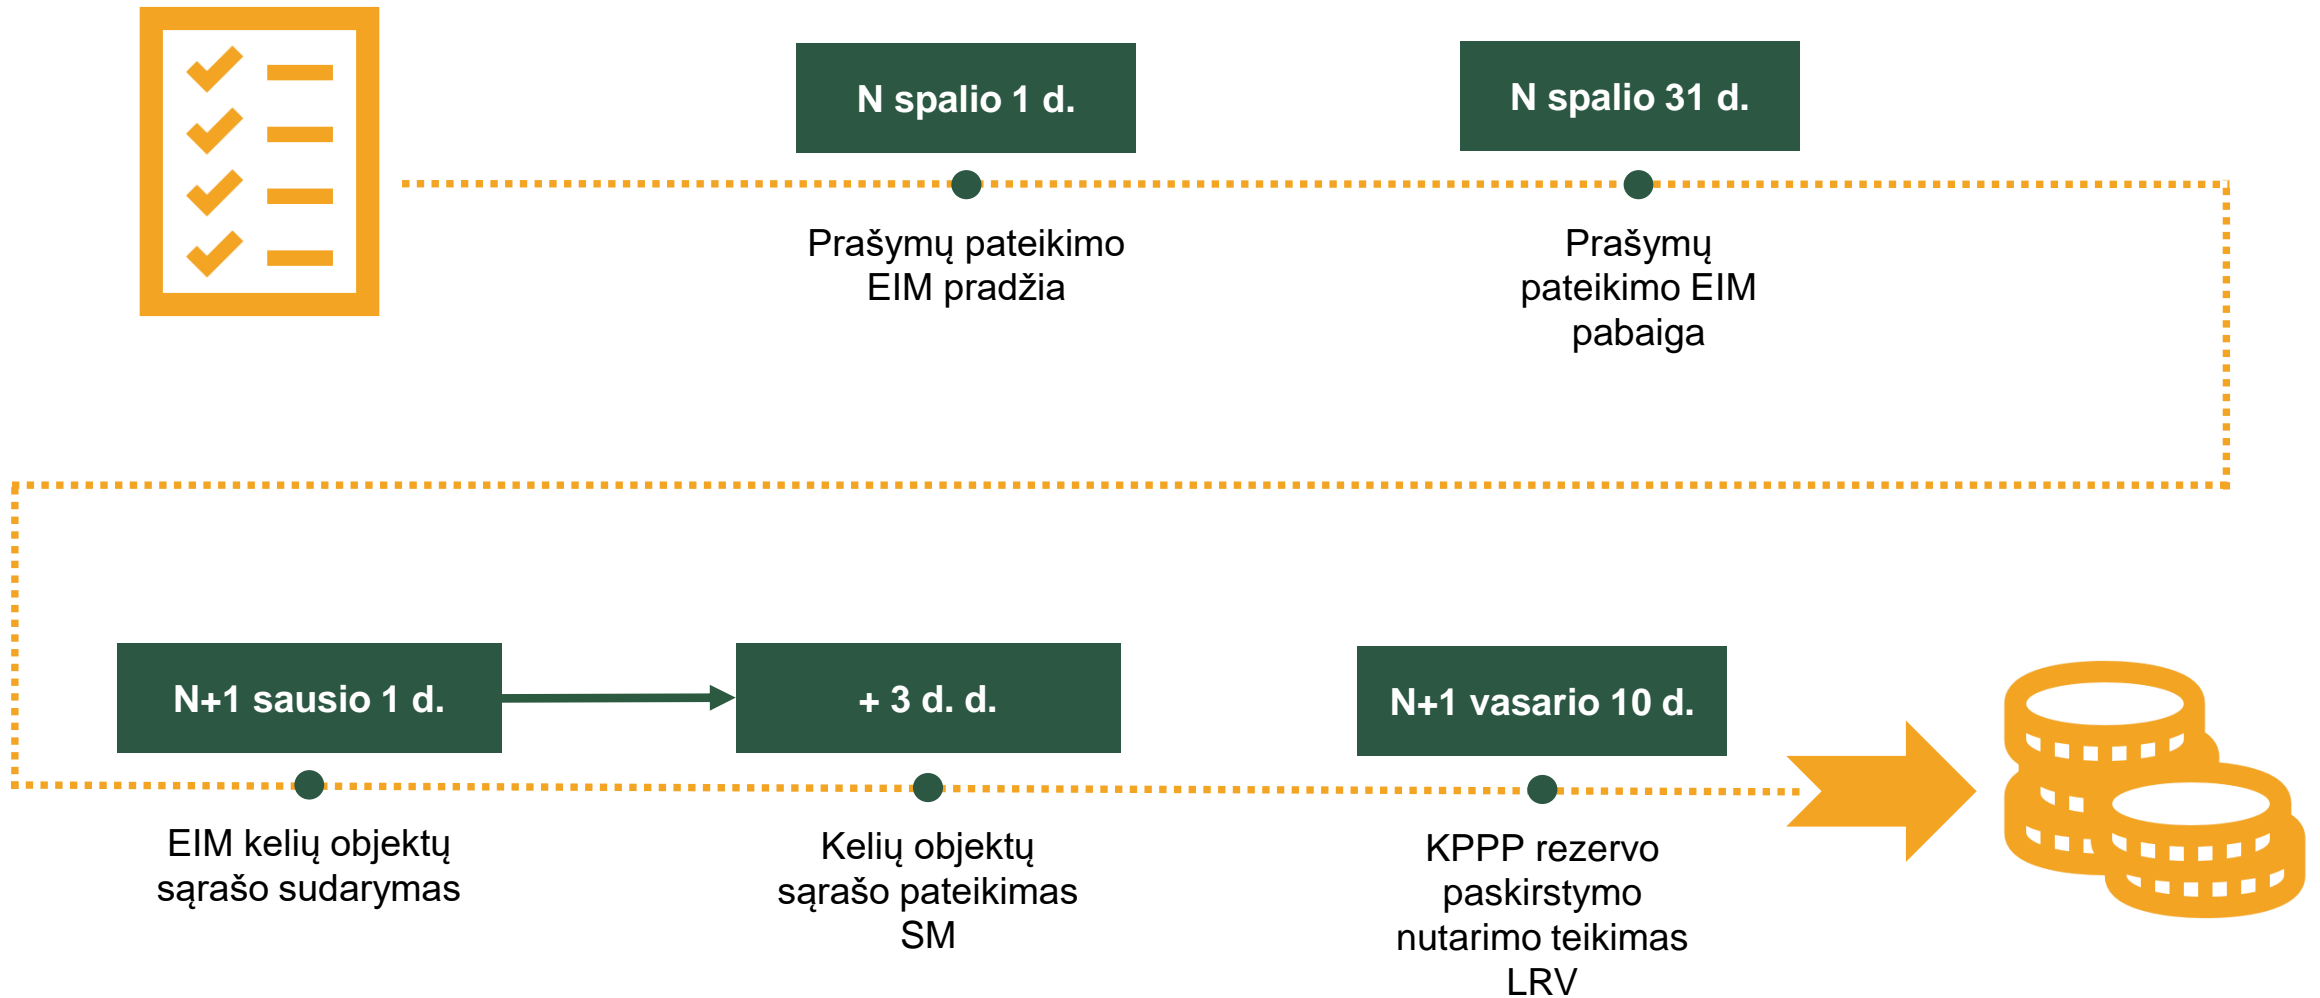 N spalio 1 d.
Prašymų pateikimo
EIM pradžia
N spalio 31 d.
Prašymų
pateikimo EIM
pabaiga
N+1 sausio 1 d.
EIM kelių objektų
sąrašo sudarymas
+ 3 d. d.
Kelių objektų
sąrašo pateikimas
SM
N+1 vasario 10 d.
KPPP rezervo
paskirstymo
nutarimo teikimas
LRV